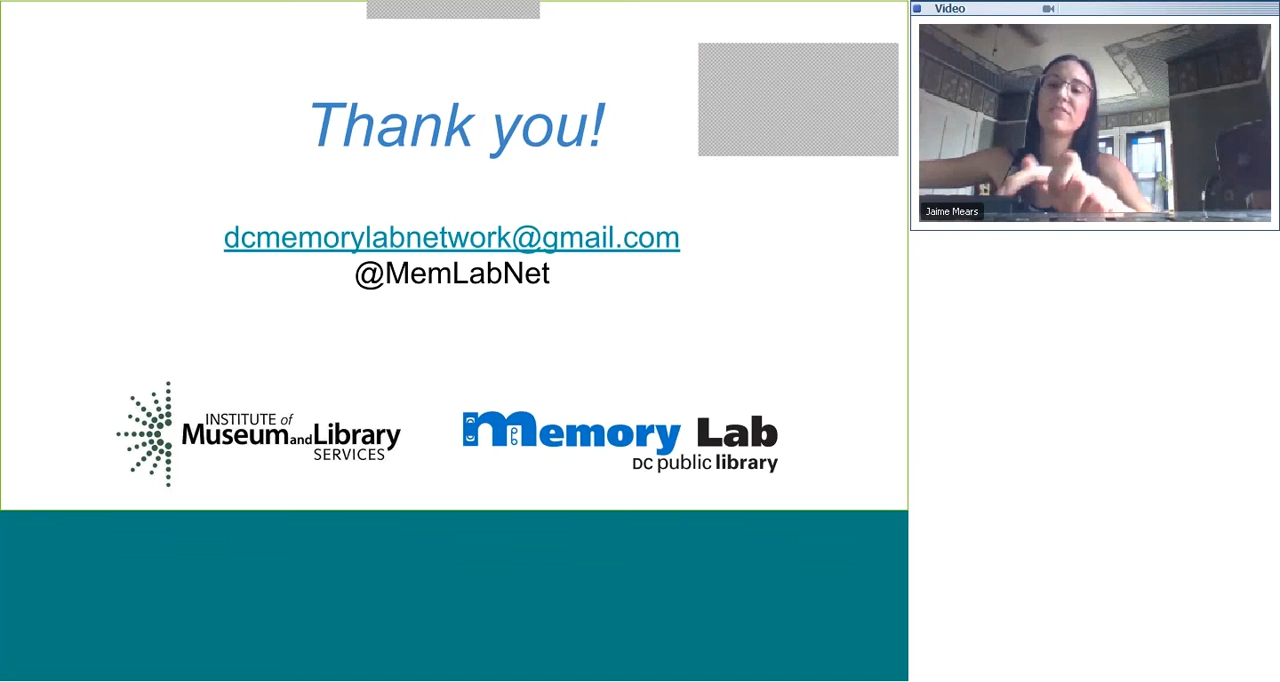 Thank you!
dcmemorylabnetwork@gmail.com
@MemLabNet
INSTITUTE of
Museum and Library
SERVICES
memory Lab
DC public library
Video
Jaime Mears